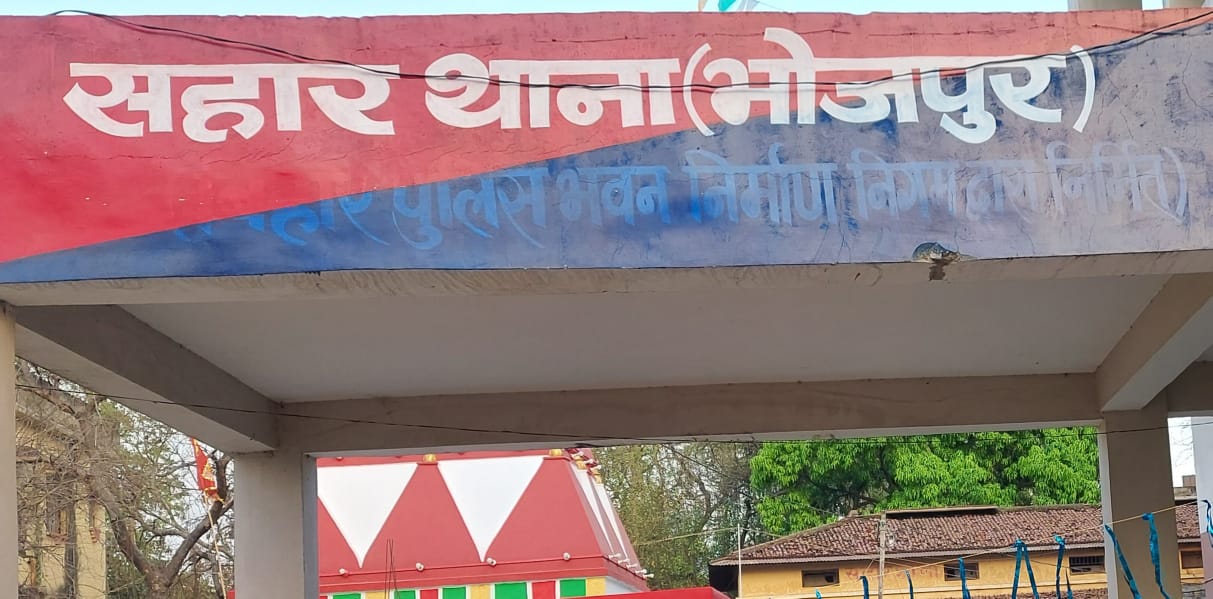 सहार थाना(भोजपुर)
बिहार पुलिस भवन निर्माण निगम द्वारा निर्मित)